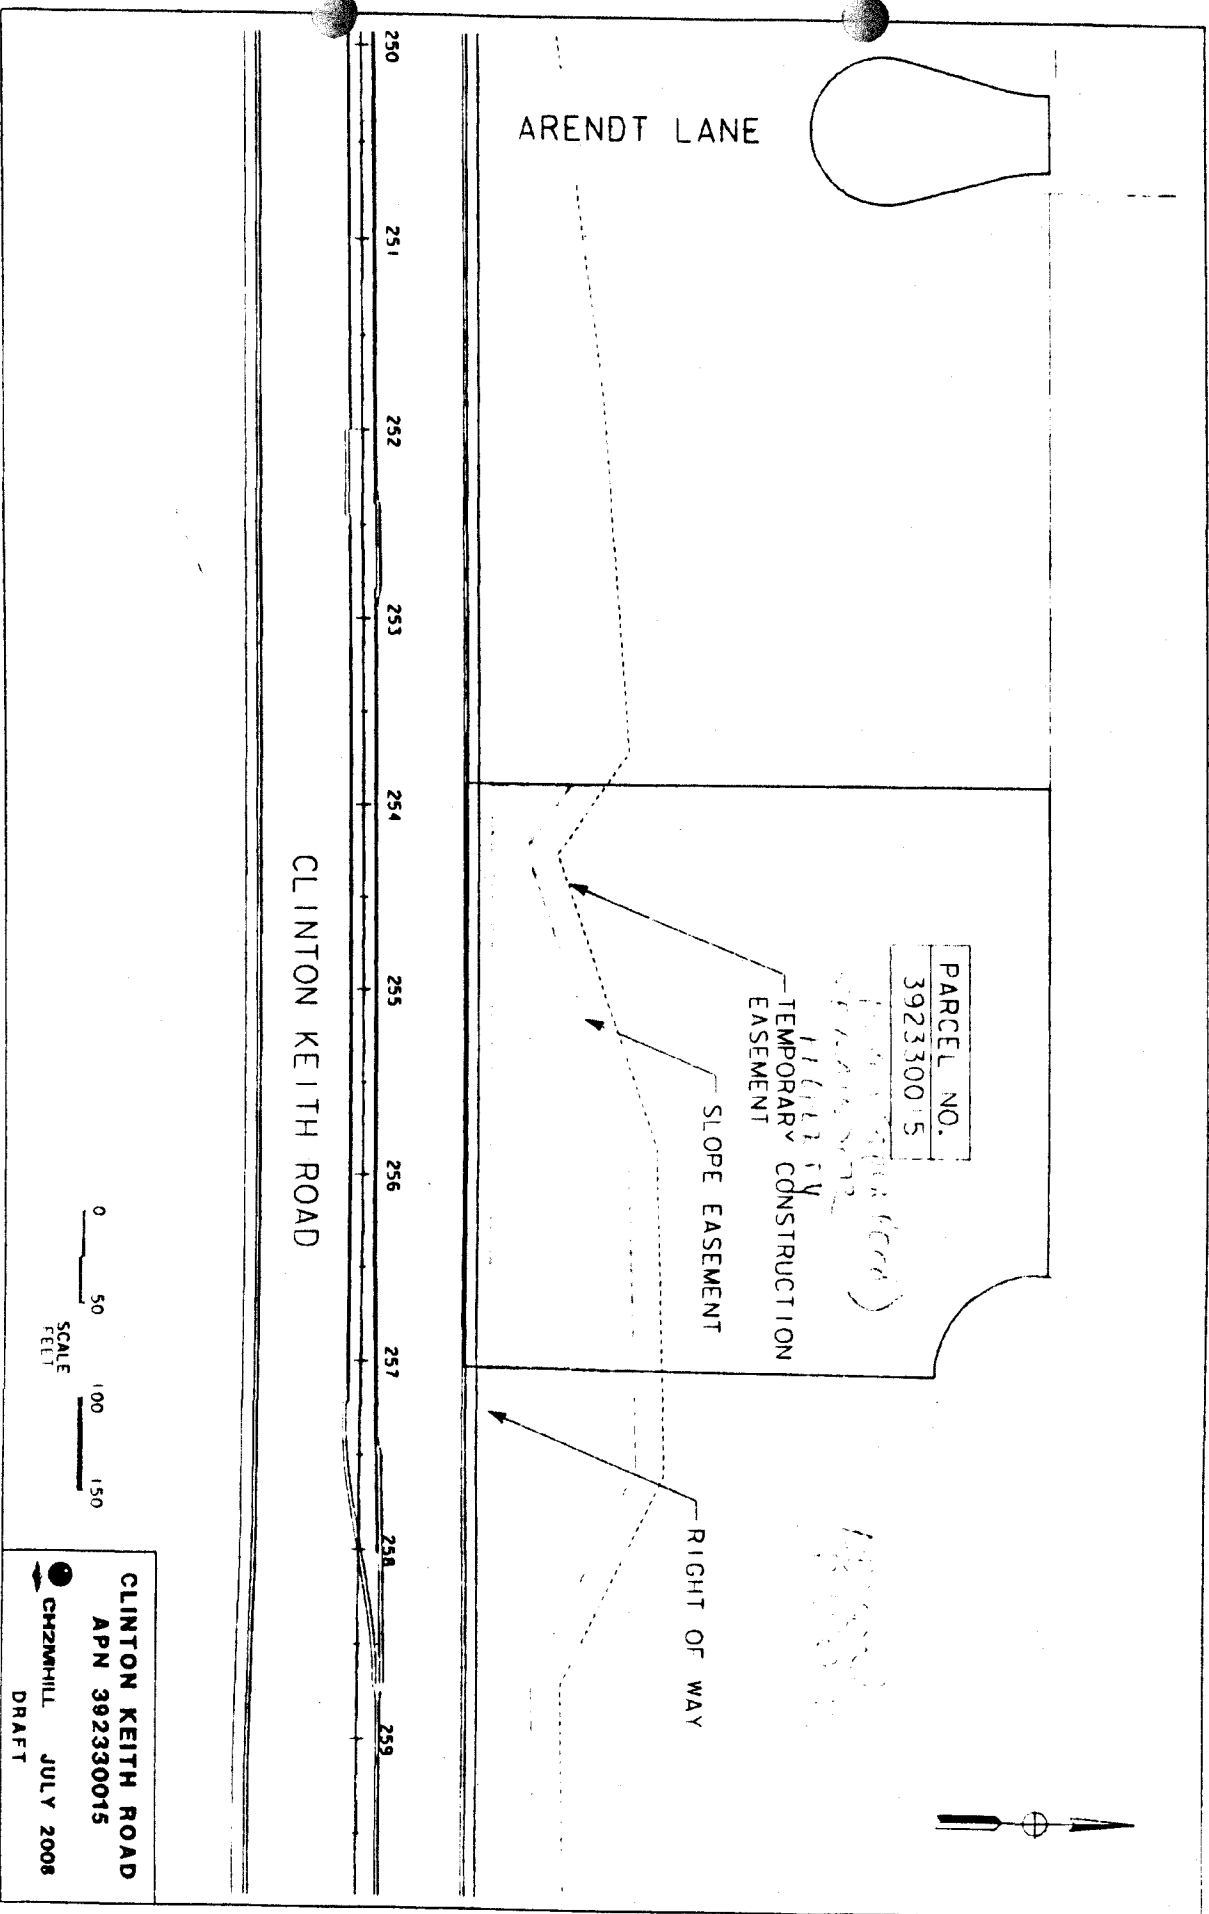 ARENDT LANE
250
251
252
253
254
255
256
257
258
259
CLINTON KEITH ROAD
PARCEL NO.
392330015
TEMPORARY CONSTRUCTION
EASEMENT
SLOPE EASEMENT
RIGHT OF WAY
0 50 100 150
SCALE
FEET
CLINTON KEITH ROAD
APN 392330015
CH2MHILL JULY 2008
DRAFT